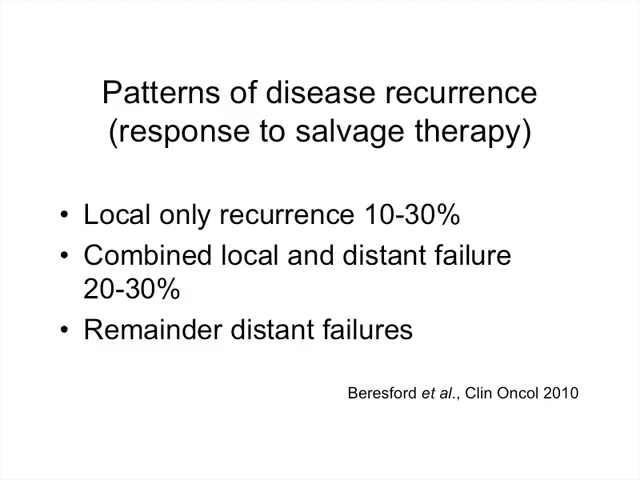 Patterns of disease recurrence
(response to salvage therapy)
• Local only recurrence 10-30%
• Combined local and distant failure
20-30%
• Remainder distant failures
Beresford et al., Clin Oncol 2010